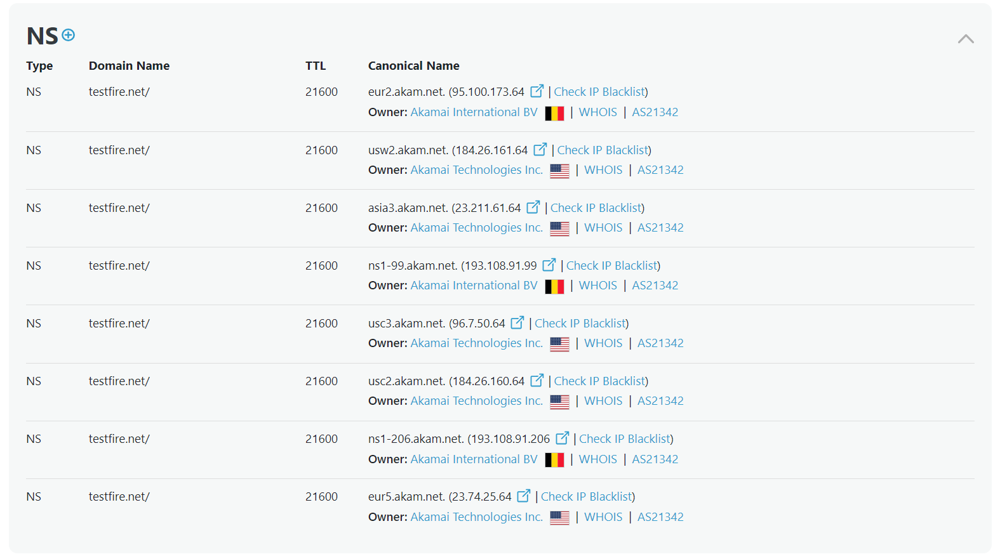 NS
Type Domain Name TTL Canonical Name
NS testfire.net/ 21600 eur2.akam.net. (95.100.173.64 | Check IP Blacklist)
Owner: Akamai International BV | WHOIS | AS21342
NS testfire.net/ 21600 usw2.akam.net. (184.26.161.64 | Check IP Blacklist)
Owner: Akamai Technologies Inc. | WHOIS | AS21342
NS testfire.net/ 21600 asia3.akam.net. (23.211.61.64 | Check IP Blacklist)
Owner: Akamai Technologies Inc. | WHOIS | AS21342
NS testfire.net/ 21600 ns1-99.akam.net. (193.108.91.99 | Check IP Blacklist)
Owner: Akamai International BV | WHOIS | AS21342
NS testfire.net/ 21600 usc3.akam.net. (96.7.50.64 | Check IP Blacklist)
Owner: Akamai Technologies Inc. | WHOIS | AS21342
NS testfire.net/ 21600 usc2.akam.net. (184.26.160.64 | Check IP Blacklist)
Owner: Akamai Technologies Inc. | WHOIS | AS21342
NS testfire.net/ 21600 ns1-206.akam.net. (193.108.91.206 | Check IP Blacklist)
Owner: Akamai International BV | WHOIS | AS21342
NS testfire.net/ 21600 eur5.akam.net. (23.74.25.64 | Check IP Blacklist)
Owner: Akamai Technologies Inc. | WHOIS | AS21342